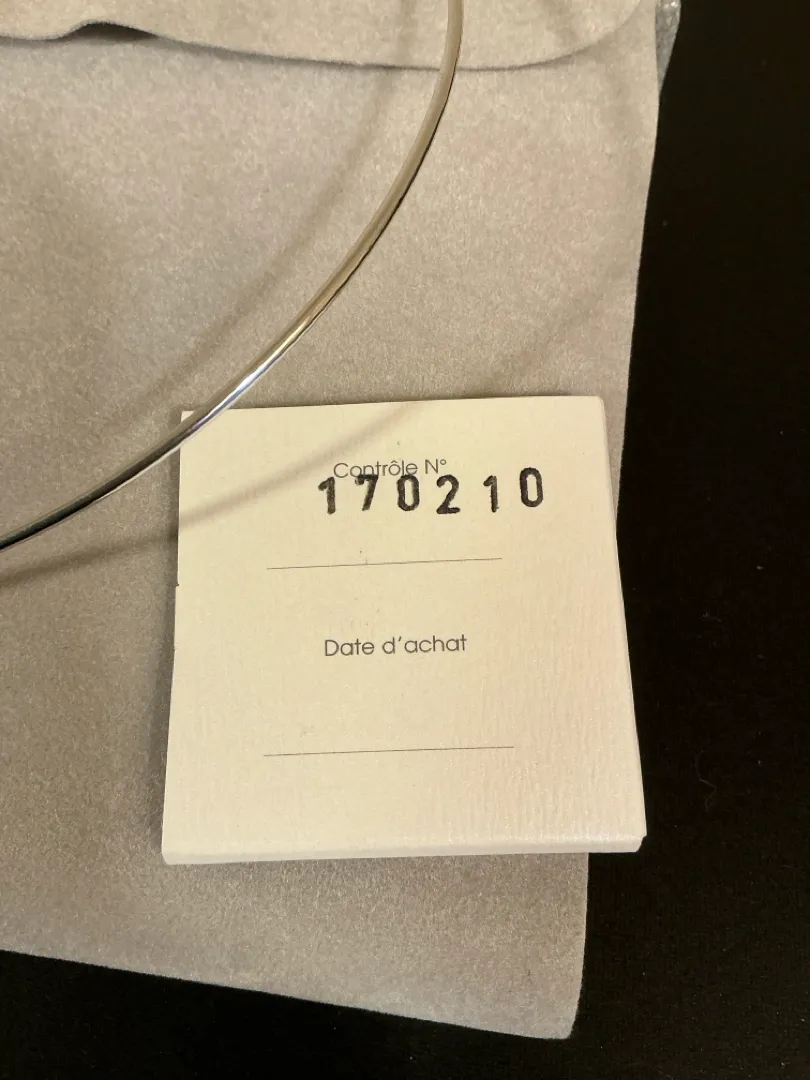 Contrôle N°
170210
Date d'achat